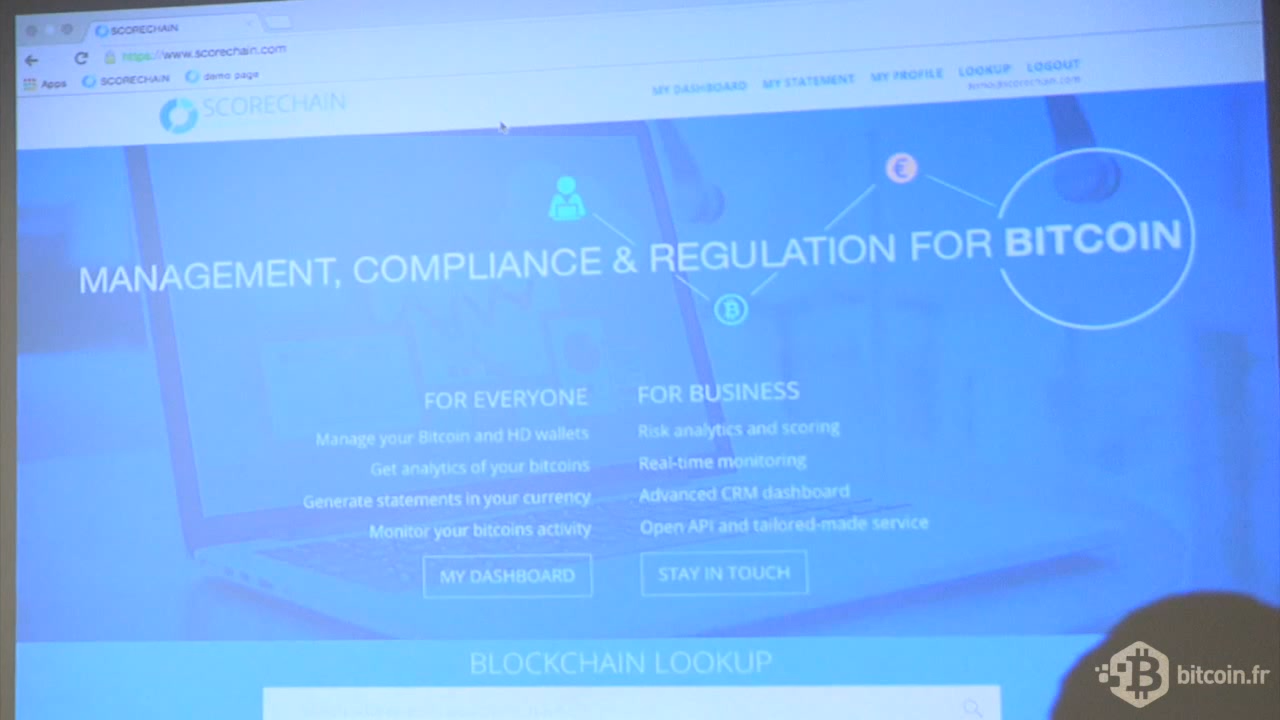 SCORECHAIN
https://www.scorechain.com
Apps SCORECHAIN demo page
SCORECHAIN
MY DASHBOARD MY STATEMENT MY PROFILE LOOKUP LOGOUT
MANAGEMENT, COMPLIANCE & REGULATION FOR BITCOIN
FOR EVERYONE
Manage your Bitcoin and HD wallets
Get analytics of your bitcoins
Generate statements in your currency
Monitor your bitcoins activity
MY DASHBOARD
FOR BUSINESS
Risk analytics and scoring
Real-time monitoring
Advanced CRM dashboard
Open API and tailored-made service
STAY IN TOUCH
BLOCKCHAIN LOOKUP
bitcoin.fr